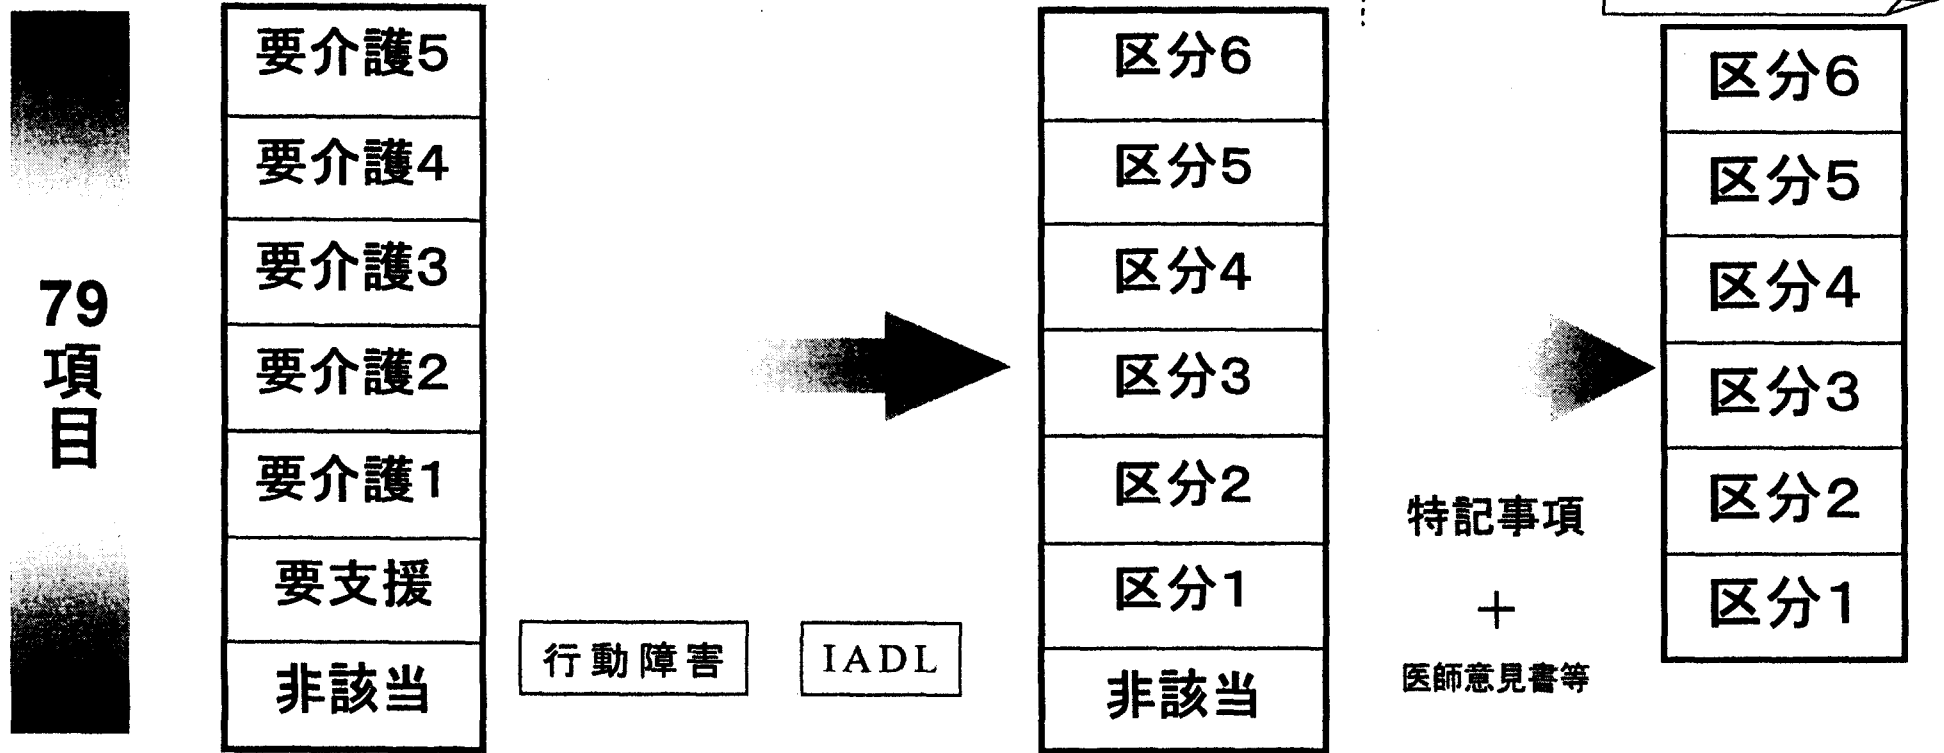 79
項
目
要介護5
要介護4
要介護3
要介護2
要介護1
要支援
非該当
行動障害
IADL
区分6
区分5
区分4
区分3
区分2
区分1
非該当
特記事項
＋
医師意見書等
区分6
区分5
区分4
区分3
区分2
区分1